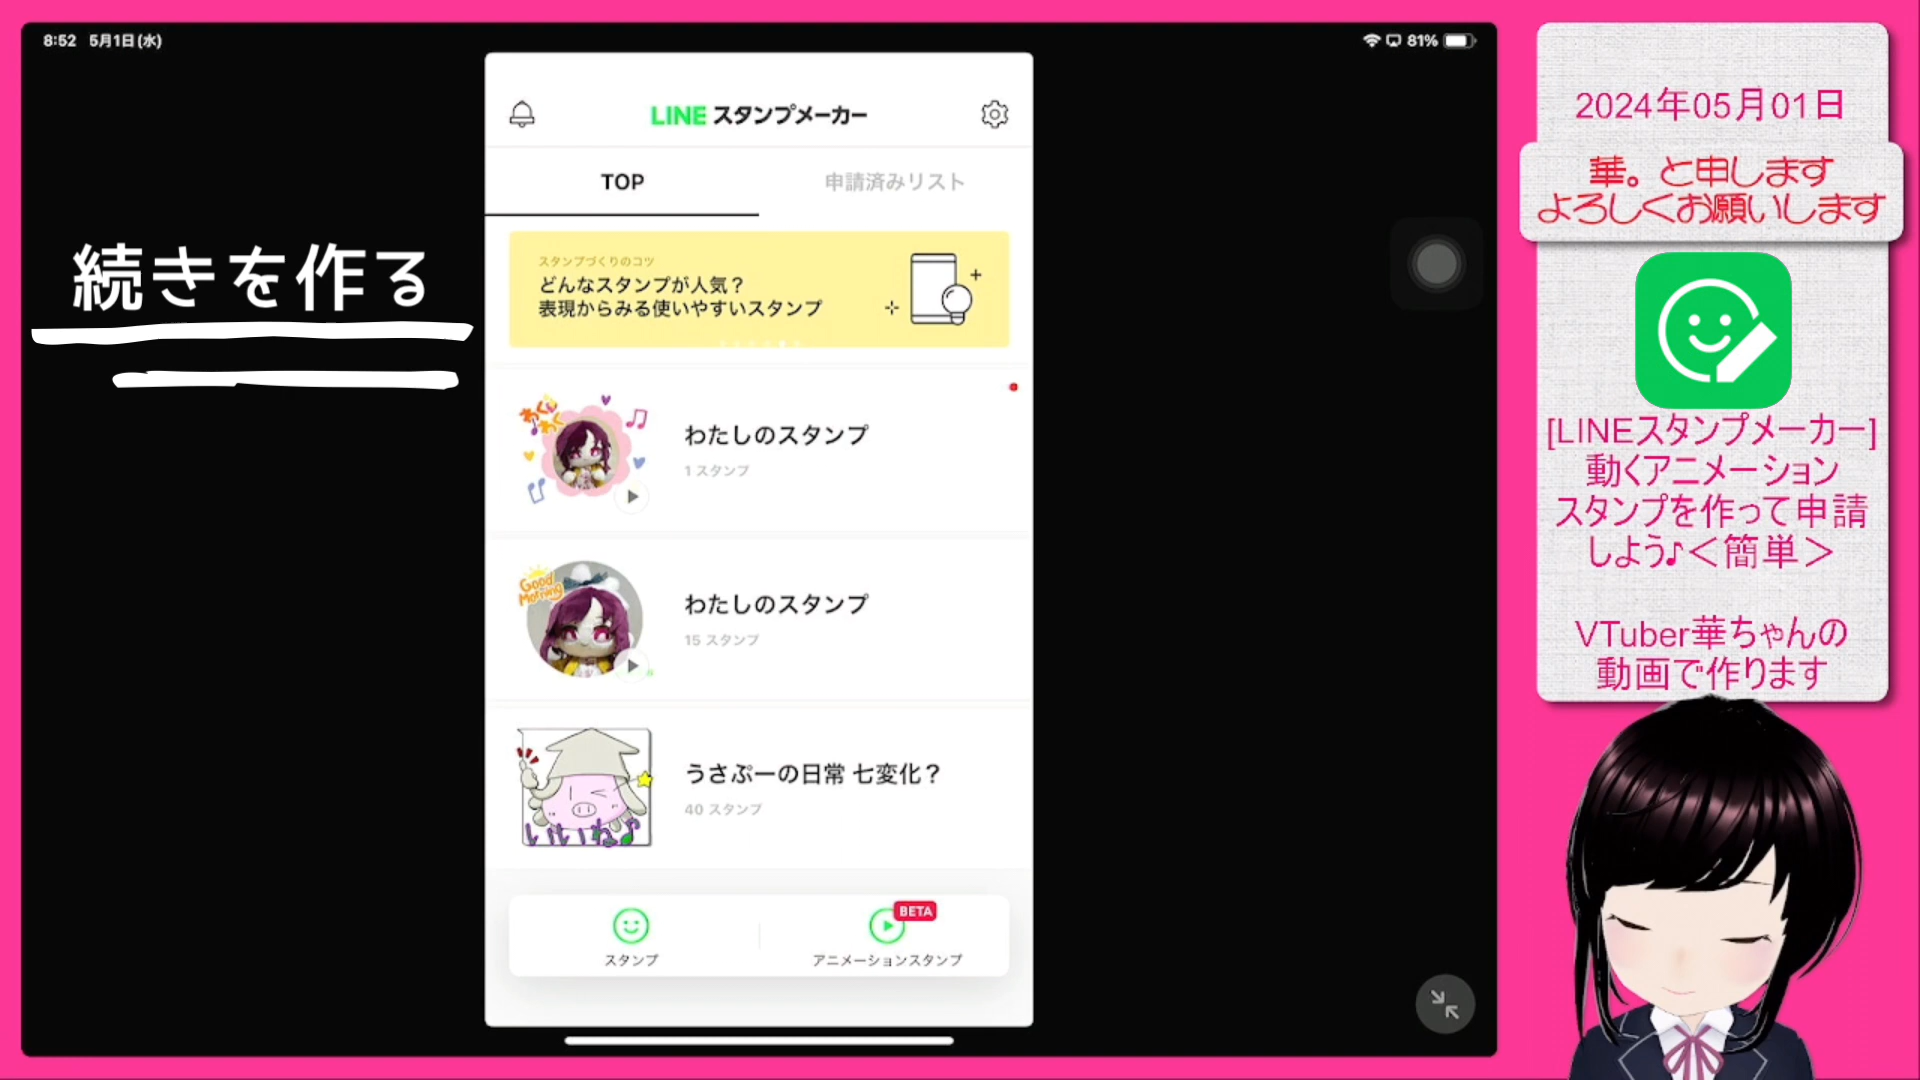 8:52 5月1日(水)
81%
続きを作る
LINE スタンプメーカー
TOP
申請済みリスト
スタンプづくりのコツ
どんなスタンプが人気？
表現からみる使いやすいスタンプ
わくわく
わたしのスタンプ
1 スタンプ
Good Morning
わたしのスタンプ
15 スタンプ
いいね♪
うさぷーの日常 七変化？
40 スタンプ
スタンプ
BETA
アニメーションスタンプ
2024年05月01日
華。と申します
よろしくお願いします
[LINEスタンプメーカー]
動くアニメーション
スタンプを作って申請
しよう♪＜簡単＞
VTuber華ちゃんの
動画で作ります